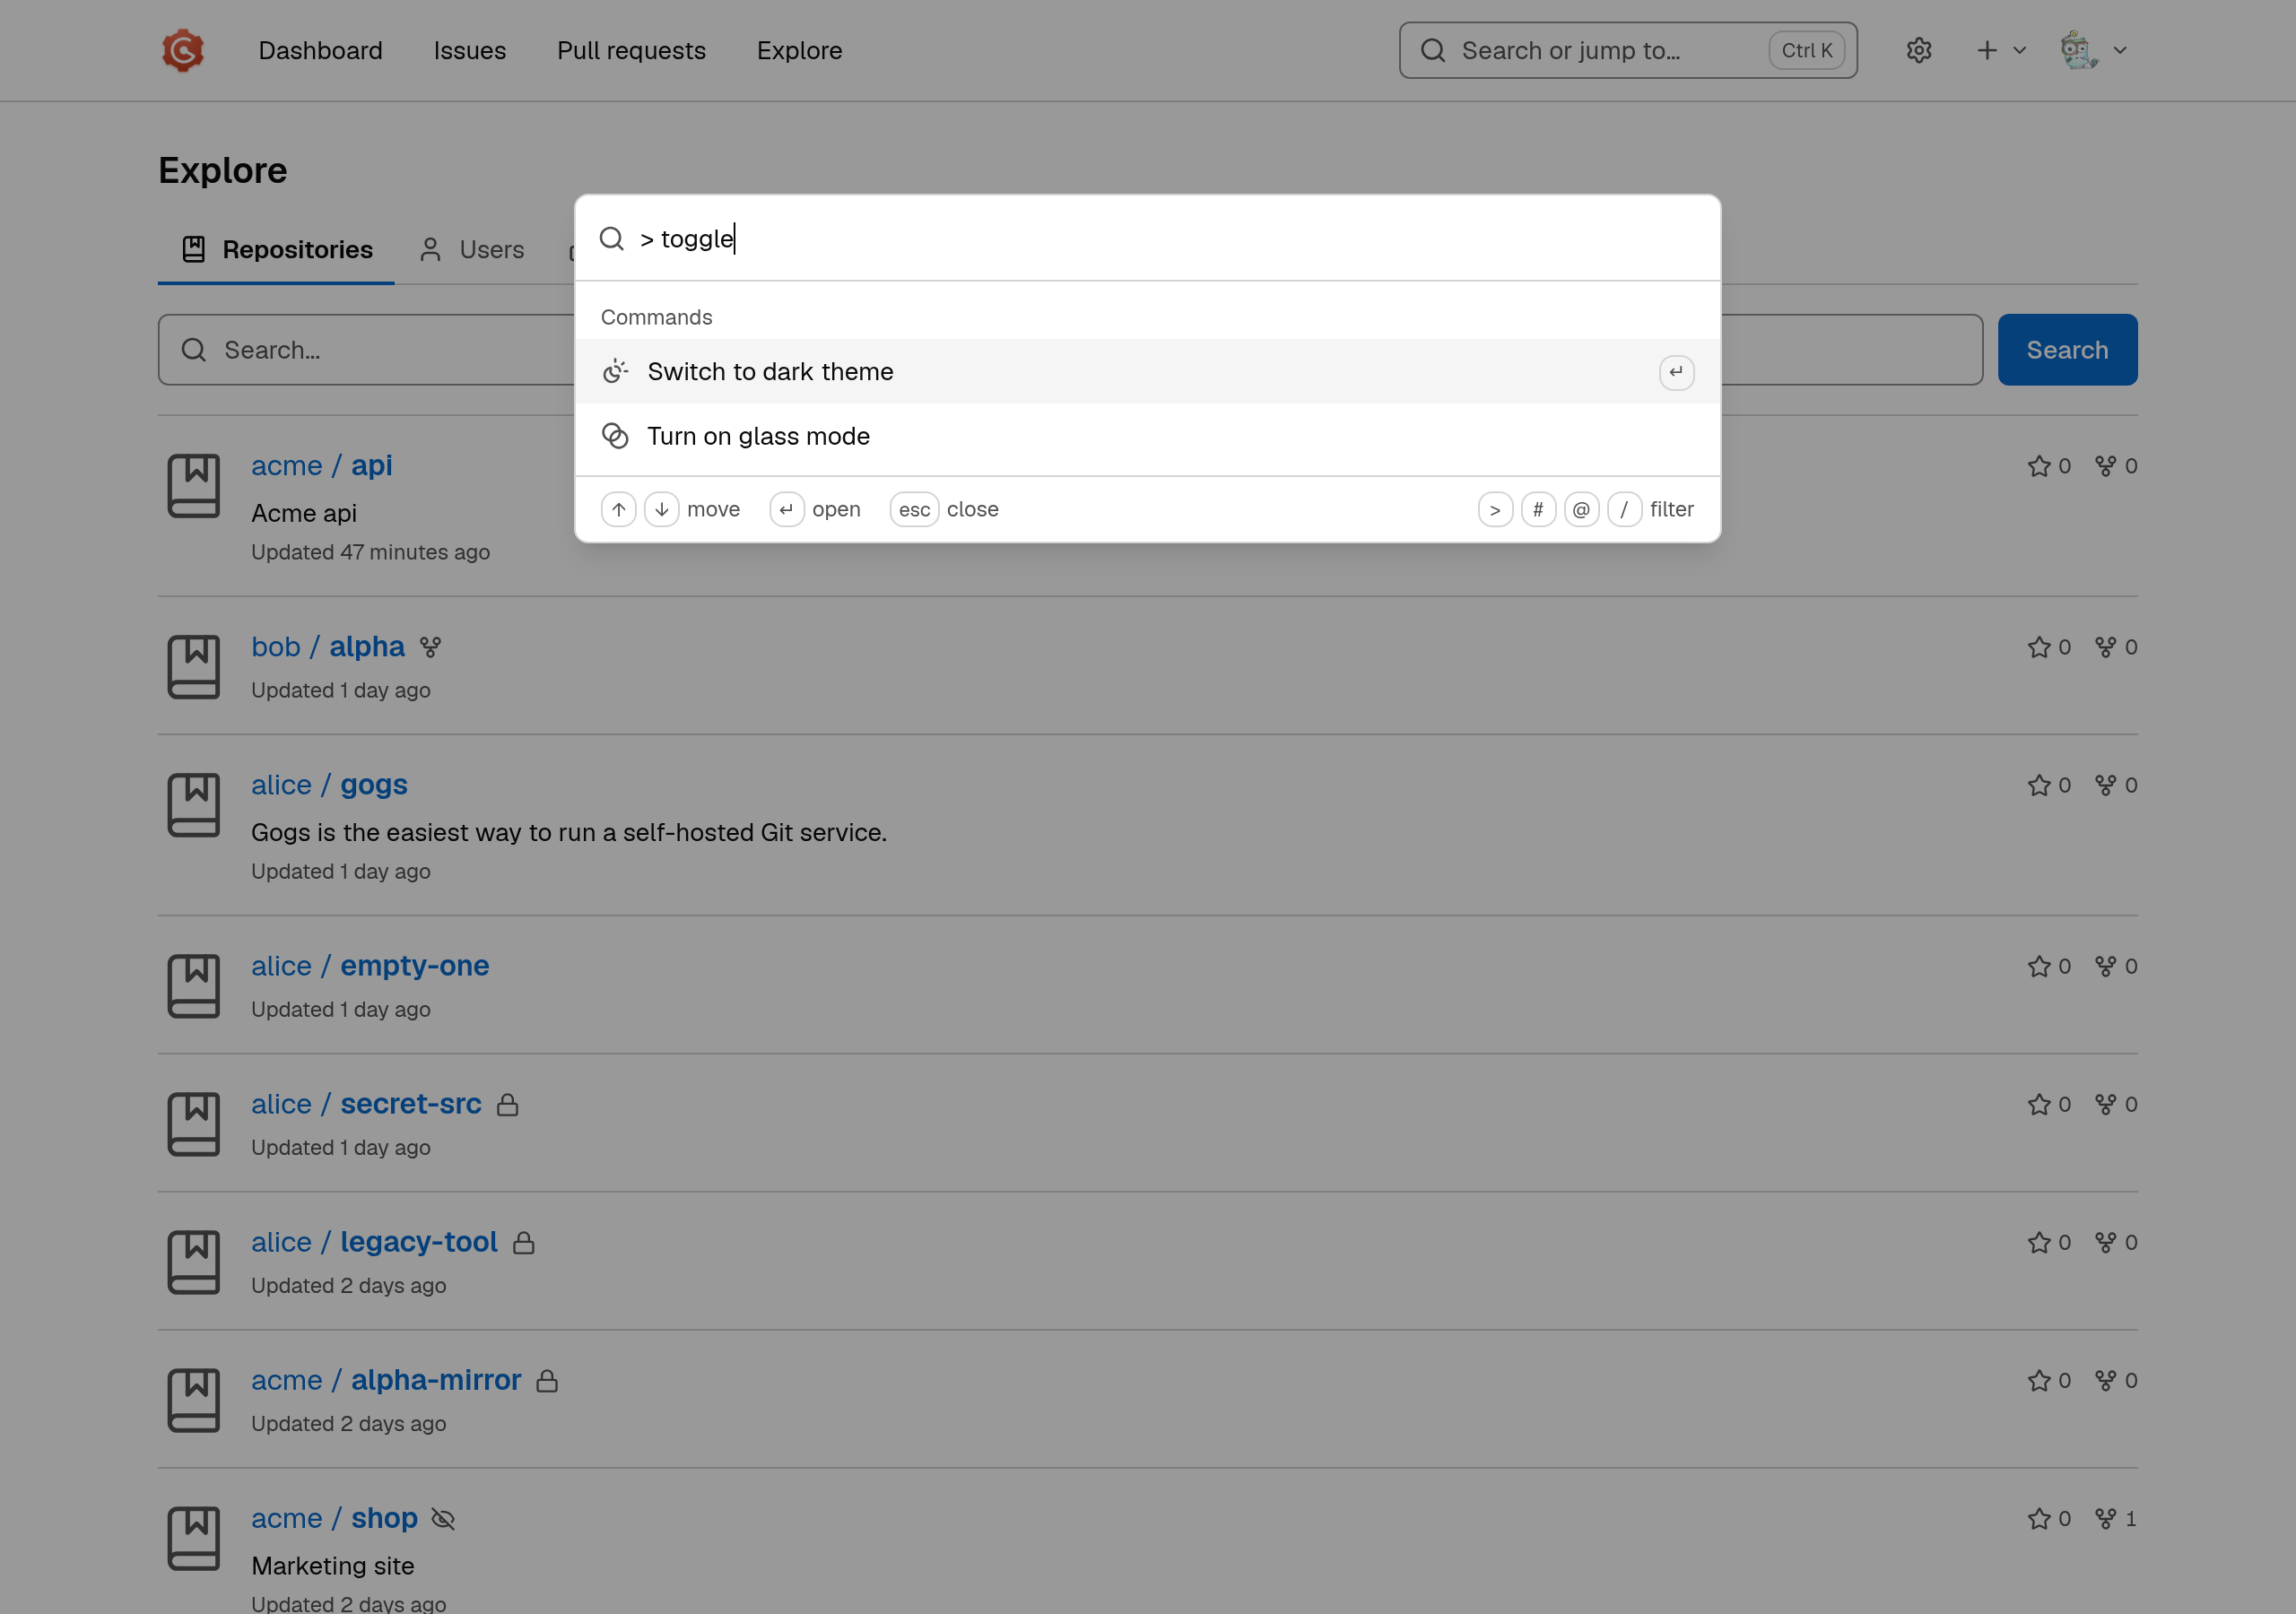 Dashboard Issues Pull requests Explore Search or jump to... Ctrl K
Explore
Repositories Users
> toggle
Search... Search
Commands
Switch to dark theme
Turn on glass mode
move open esc close > # @ / filter
acme / api 0 0
Acme api
Updated 47 minutes ago
bob / alpha 0 0
Updated 1 day ago
alice / gogs 0 0
Gogs is the easiest way to run a self-hosted Git service.
Updated 1 day ago
alice / empty-one 0 0
Updated 1 day ago
alice / secret-src 0 0
Updated 1 day ago
alice / legacy-tool 0 0
Updated 2 days ago
acme / alpha-mirror 0 0
Updated 2 days ago
acme / shop 0 1
Marketing site
Updated 2 days ago